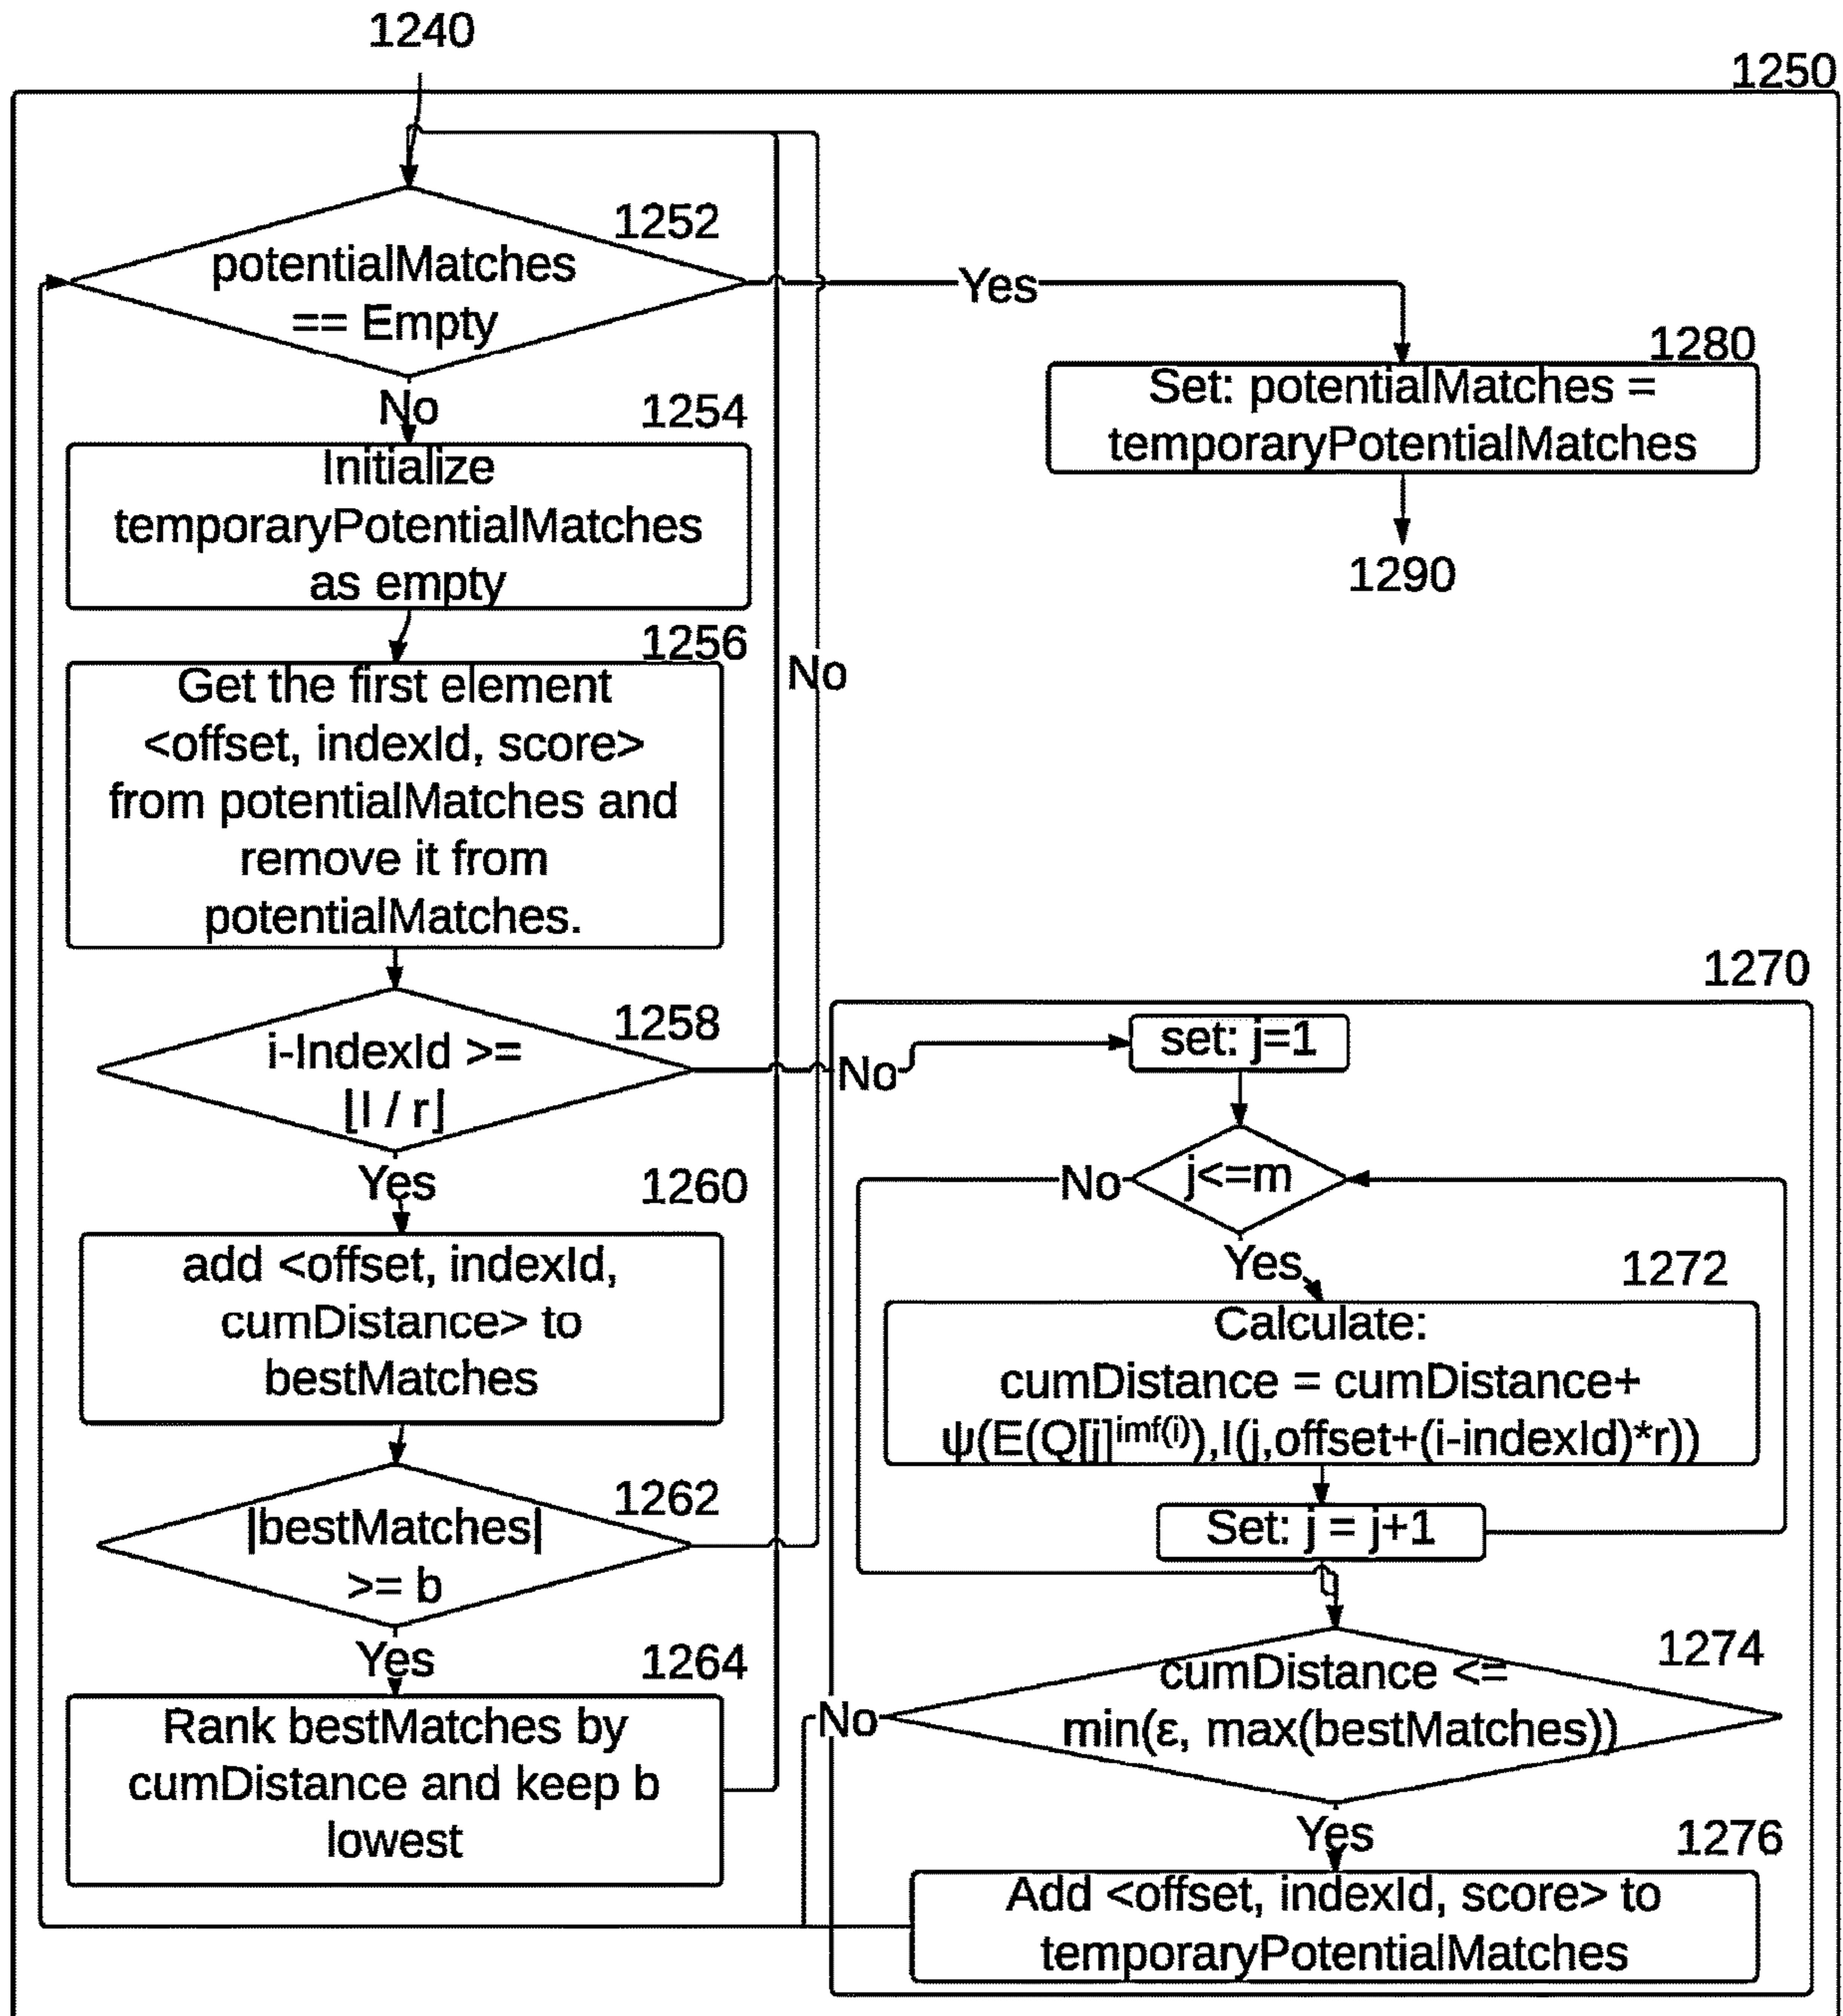 1240
1250
1252
potentialMatches
== Empty
Yes
No
1280
Set: potentialMatches =
temporaryPotentialMatches
1290
1254
Initialize
temporaryPotentialMatches
as empty
1256
Get the first element
<offset, indexId, score>
from potentialMatches and
remove it from
potentialMatches.
No
1258
i-IndexId >=
⌊l / r⌋
No
Yes
1260
add <offset, indexId,
cumDistance> to
bestMatches
1262
|bestMatches|
>= b
Yes
1264
Rank bestMatches by
cumDistance and keep b
lowest
1270
set: j=1
j<=m
No
Yes
1272
Calculate:
cumDistance = cumDistance+
ψ(E(Q[j]^imf(i)),I(j,offset+(i-indexId)*r))
Set: j = j+1
1274
cumDistance <=
min(ε, max(bestMatches))
No
Yes
1276
Add <offset, indexId, score> to
temporaryPotentialMatches